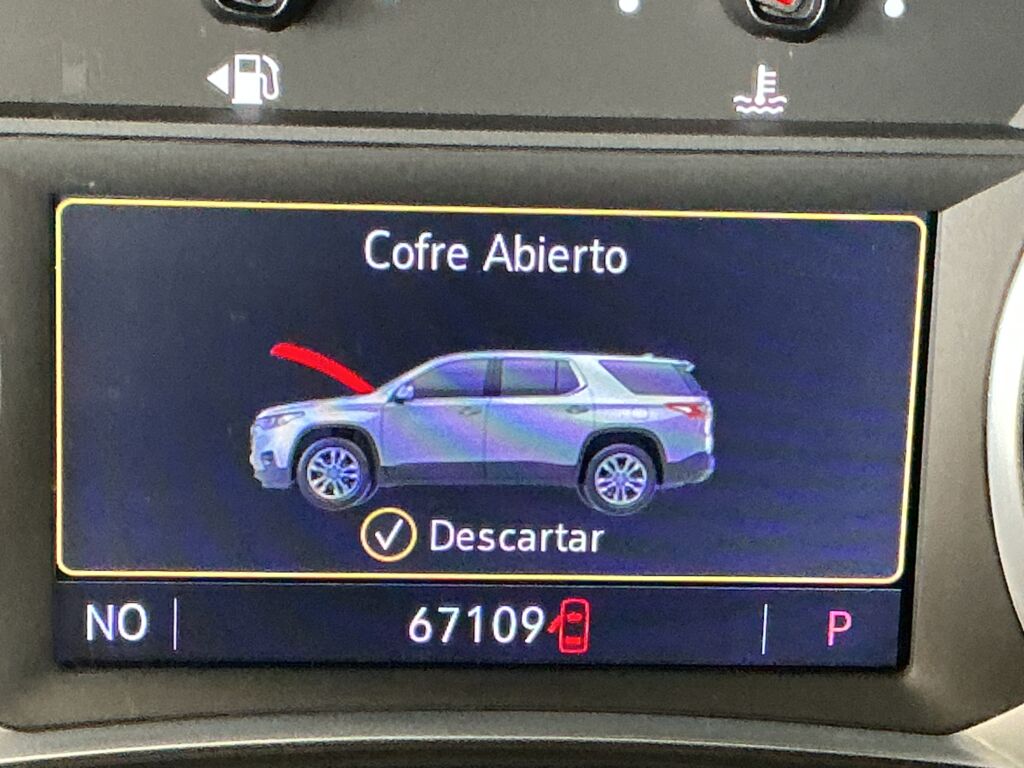 Cofre Abierto
Descartar
NO 67109 P